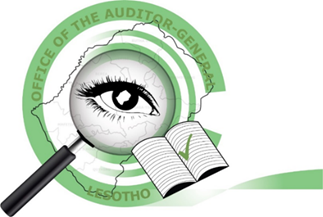 OFFICE OF THE AUDITOR-GENERAL
LESOTHO